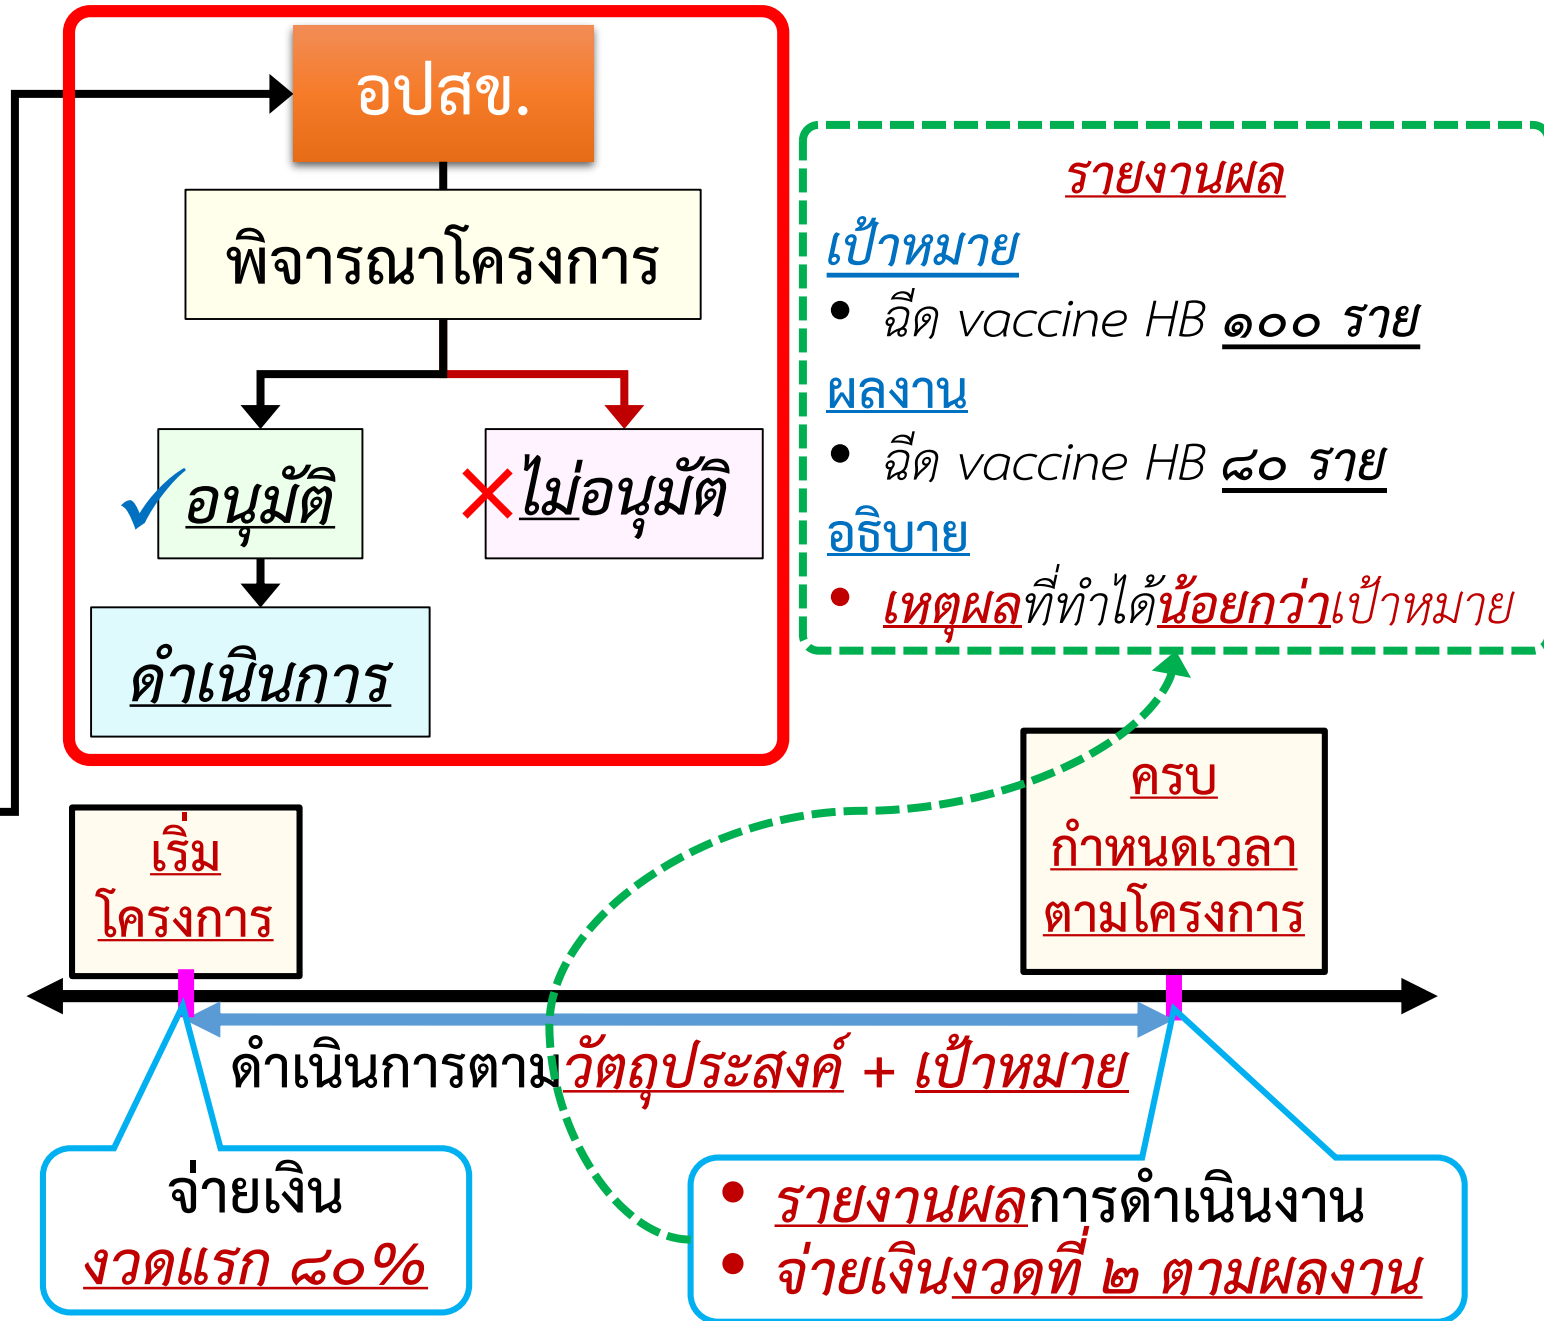 อปสข.
พิจารณาโครงการ
อนุมัติ
ไม่อนุมัติ
ดำเนินการ
รายงานผล
เป้าหมาย
• ฉีด vaccine HB ๑๐๐ ราย
ผลงาน
• ฉีด vaccine HB ๘๐ ราย
อธิบาย
• เหตุผลที่ทำได้น้อยกว่าเป้าหมาย
เริ่ม
โครงการ
ครบ
กำหนดเวลา
ตามโครงการ
ดำเนินการตามวัตถุประสงค์ + เป้าหมาย
จ่ายเงิน
งวดแรก ๘๐%
• รายงานผลการดำเนินงาน
• จ่ายเงินงวดที่ ๒ ตามผลงาน